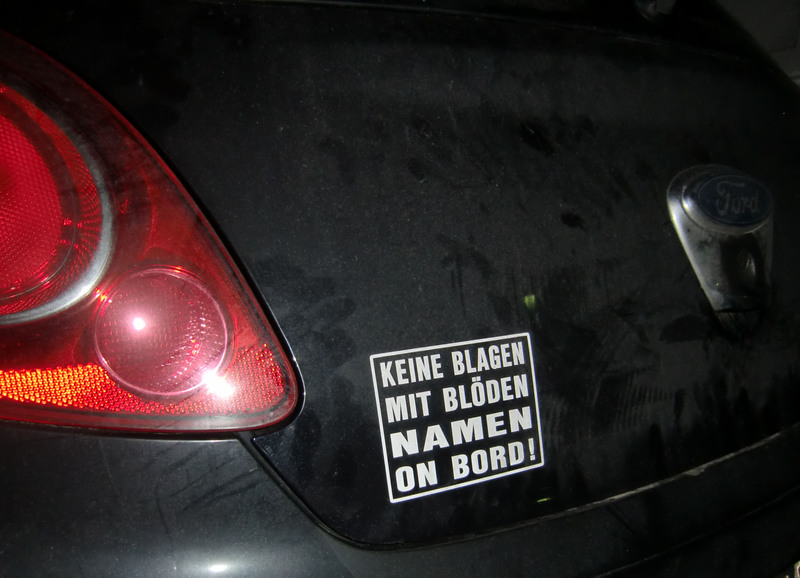 Ford
KEINE BLAGEN
MIT BLÖDEN
NAMEN
ON BORD!